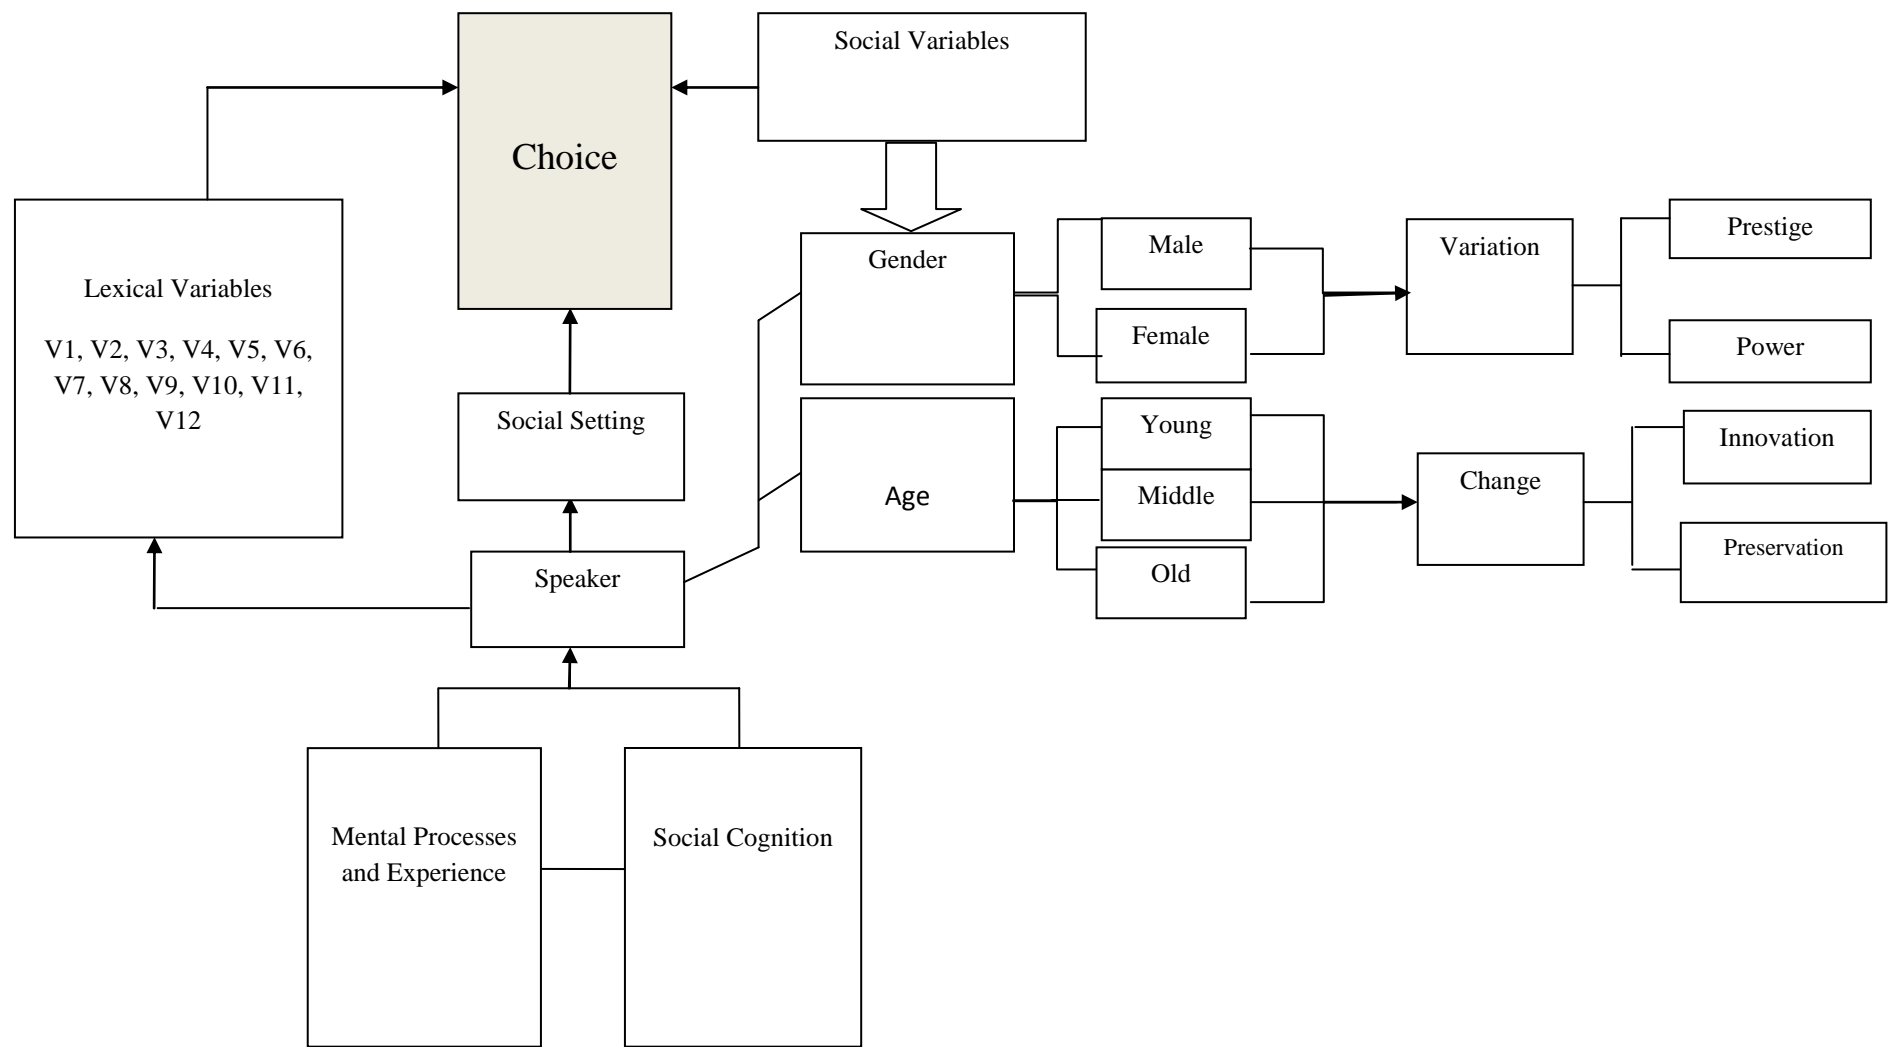 Social Variables
Choice
Lexical Variables
V1, V2, V3, V4, V5, V6,
V7, V8, V9, V10, V11,
V12
Social Setting
Speaker
Mental Processes
and Experience
Social Cognition
Gender
Male
Female
Variation
Prestige
Power
Age
Young
Middle
Old
Change
Innovation
Preservation